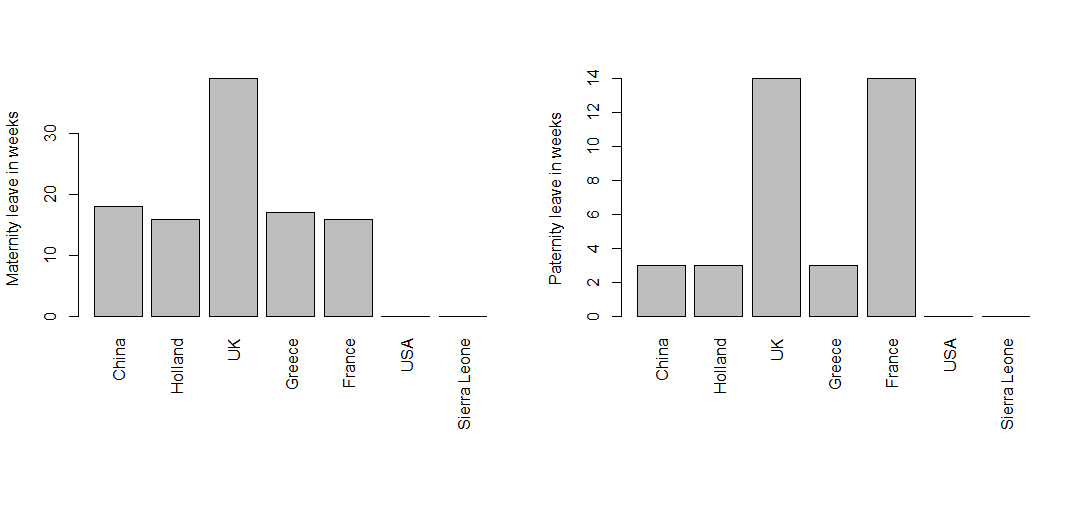 Maternity leave in weeks
30
20
10
0
China
Holland
UK
Greece
France
USA
Sierra Leone
Paternity leave in weeks
14
12
10
8
6
4
2
0
China
Holland
UK
Greece
France
USA
Sierra Leone